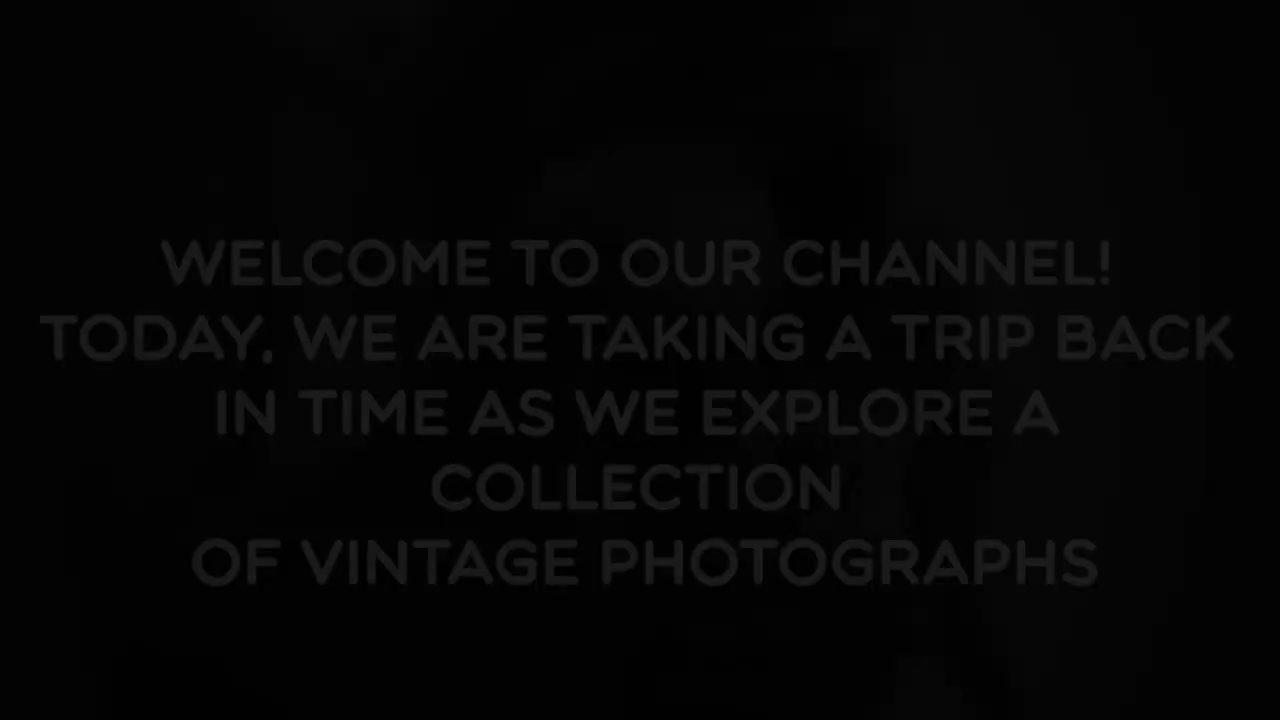 WELCOME TO OUR CHANNEL!
TODAY, WE ARE TAKING A TRIP BACK
IN TIME AS WE EXPLORE A
COLLECTION
OF VINTAGE PHOTOGRAPHS